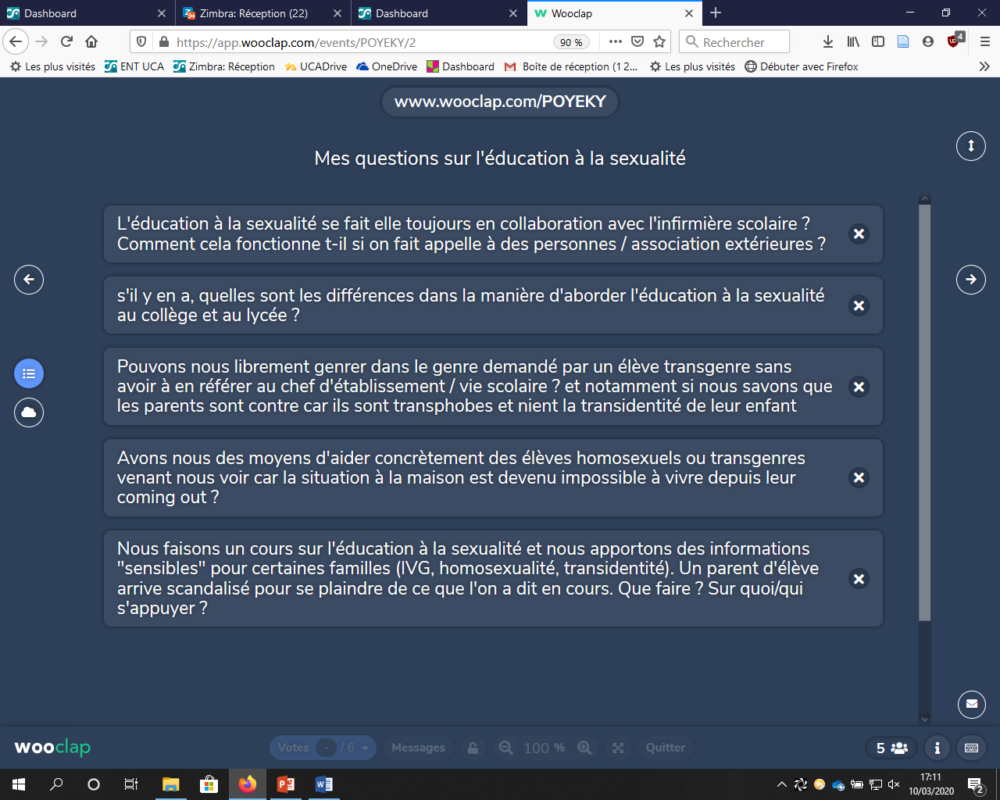 Dashboard
Zimbra: Réception (22)
Dashboard
Wooclap
https://app.wooclap.com/events/POYEKY/2
90 %
Rechercher
4
Les plus visités
ENT UCA
Zimbra: Réception
UCADrive
OneDrive
Dashboard
Boîte de réception (1 2...
Les plus visités
Débuter avec Firefox
www.wooclap.com/POYEKY
Mes questions sur l'éducation à la sexualité
L'éducation à la sexualité se fait elle toujours en collaboration avec l'infirmière scolaire ?
Comment cela fonctionne t-il si on fait appelle à des personnes / association extérieures ?
s'il y en a, quelles sont les différences dans la manière d'aborder l'éducation à la sexualité
au collège et au lycée ?
Pouvons nous librement genrer dans le genre demandé par un élève transgenre sans
avoir à en référer au chef d'établissement / vie scolaire ? et notamment si nous savons que
les parents sont contre car ils sont transphobes et nient la transidentité de leur enfant
Avons nous des moyens d'aider concrètement des élèves homosexuels ou transgenres
venant nous voir car la situation à la maison est devenu impossible à vivre depuis leur
coming out ?
Nous faisons un cours sur l'éducation à la sexualité et nous apportons des informations
"sensibles" pour certaines familles (IVG, homosexualité, transidentité). Un parent d'élève
arrive scandalisé pour se plaindre de ce que l'on a dit en cours. Que faire ? Sur quoi/qui
s'appuyer ?
wooclap
Votes - / 6
Messages
100 %
Quitter
5
17:11
10/03/2020
2